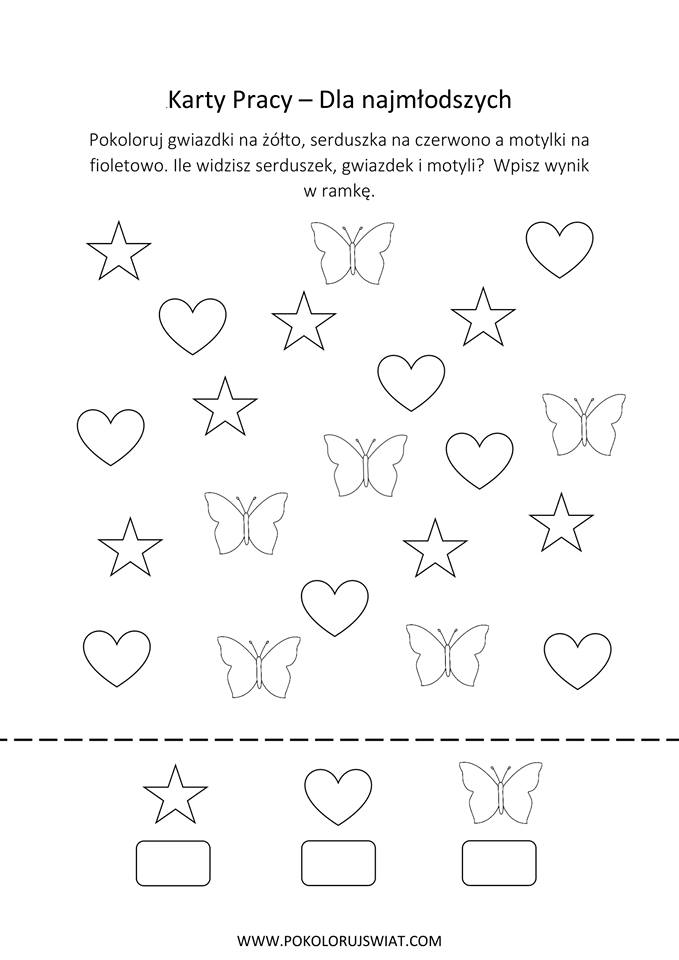 Karty Pracy – Dla najmłodszych
Pokoloruj gwiazdki na żółto, serduszka na czerwono a motylki na
fioletowo. Ile widzisz serduszek, gwiazdek i motyli?  Wpisz wynik
w ramkę.
WWW.POKOLORUJSWIAT.COM